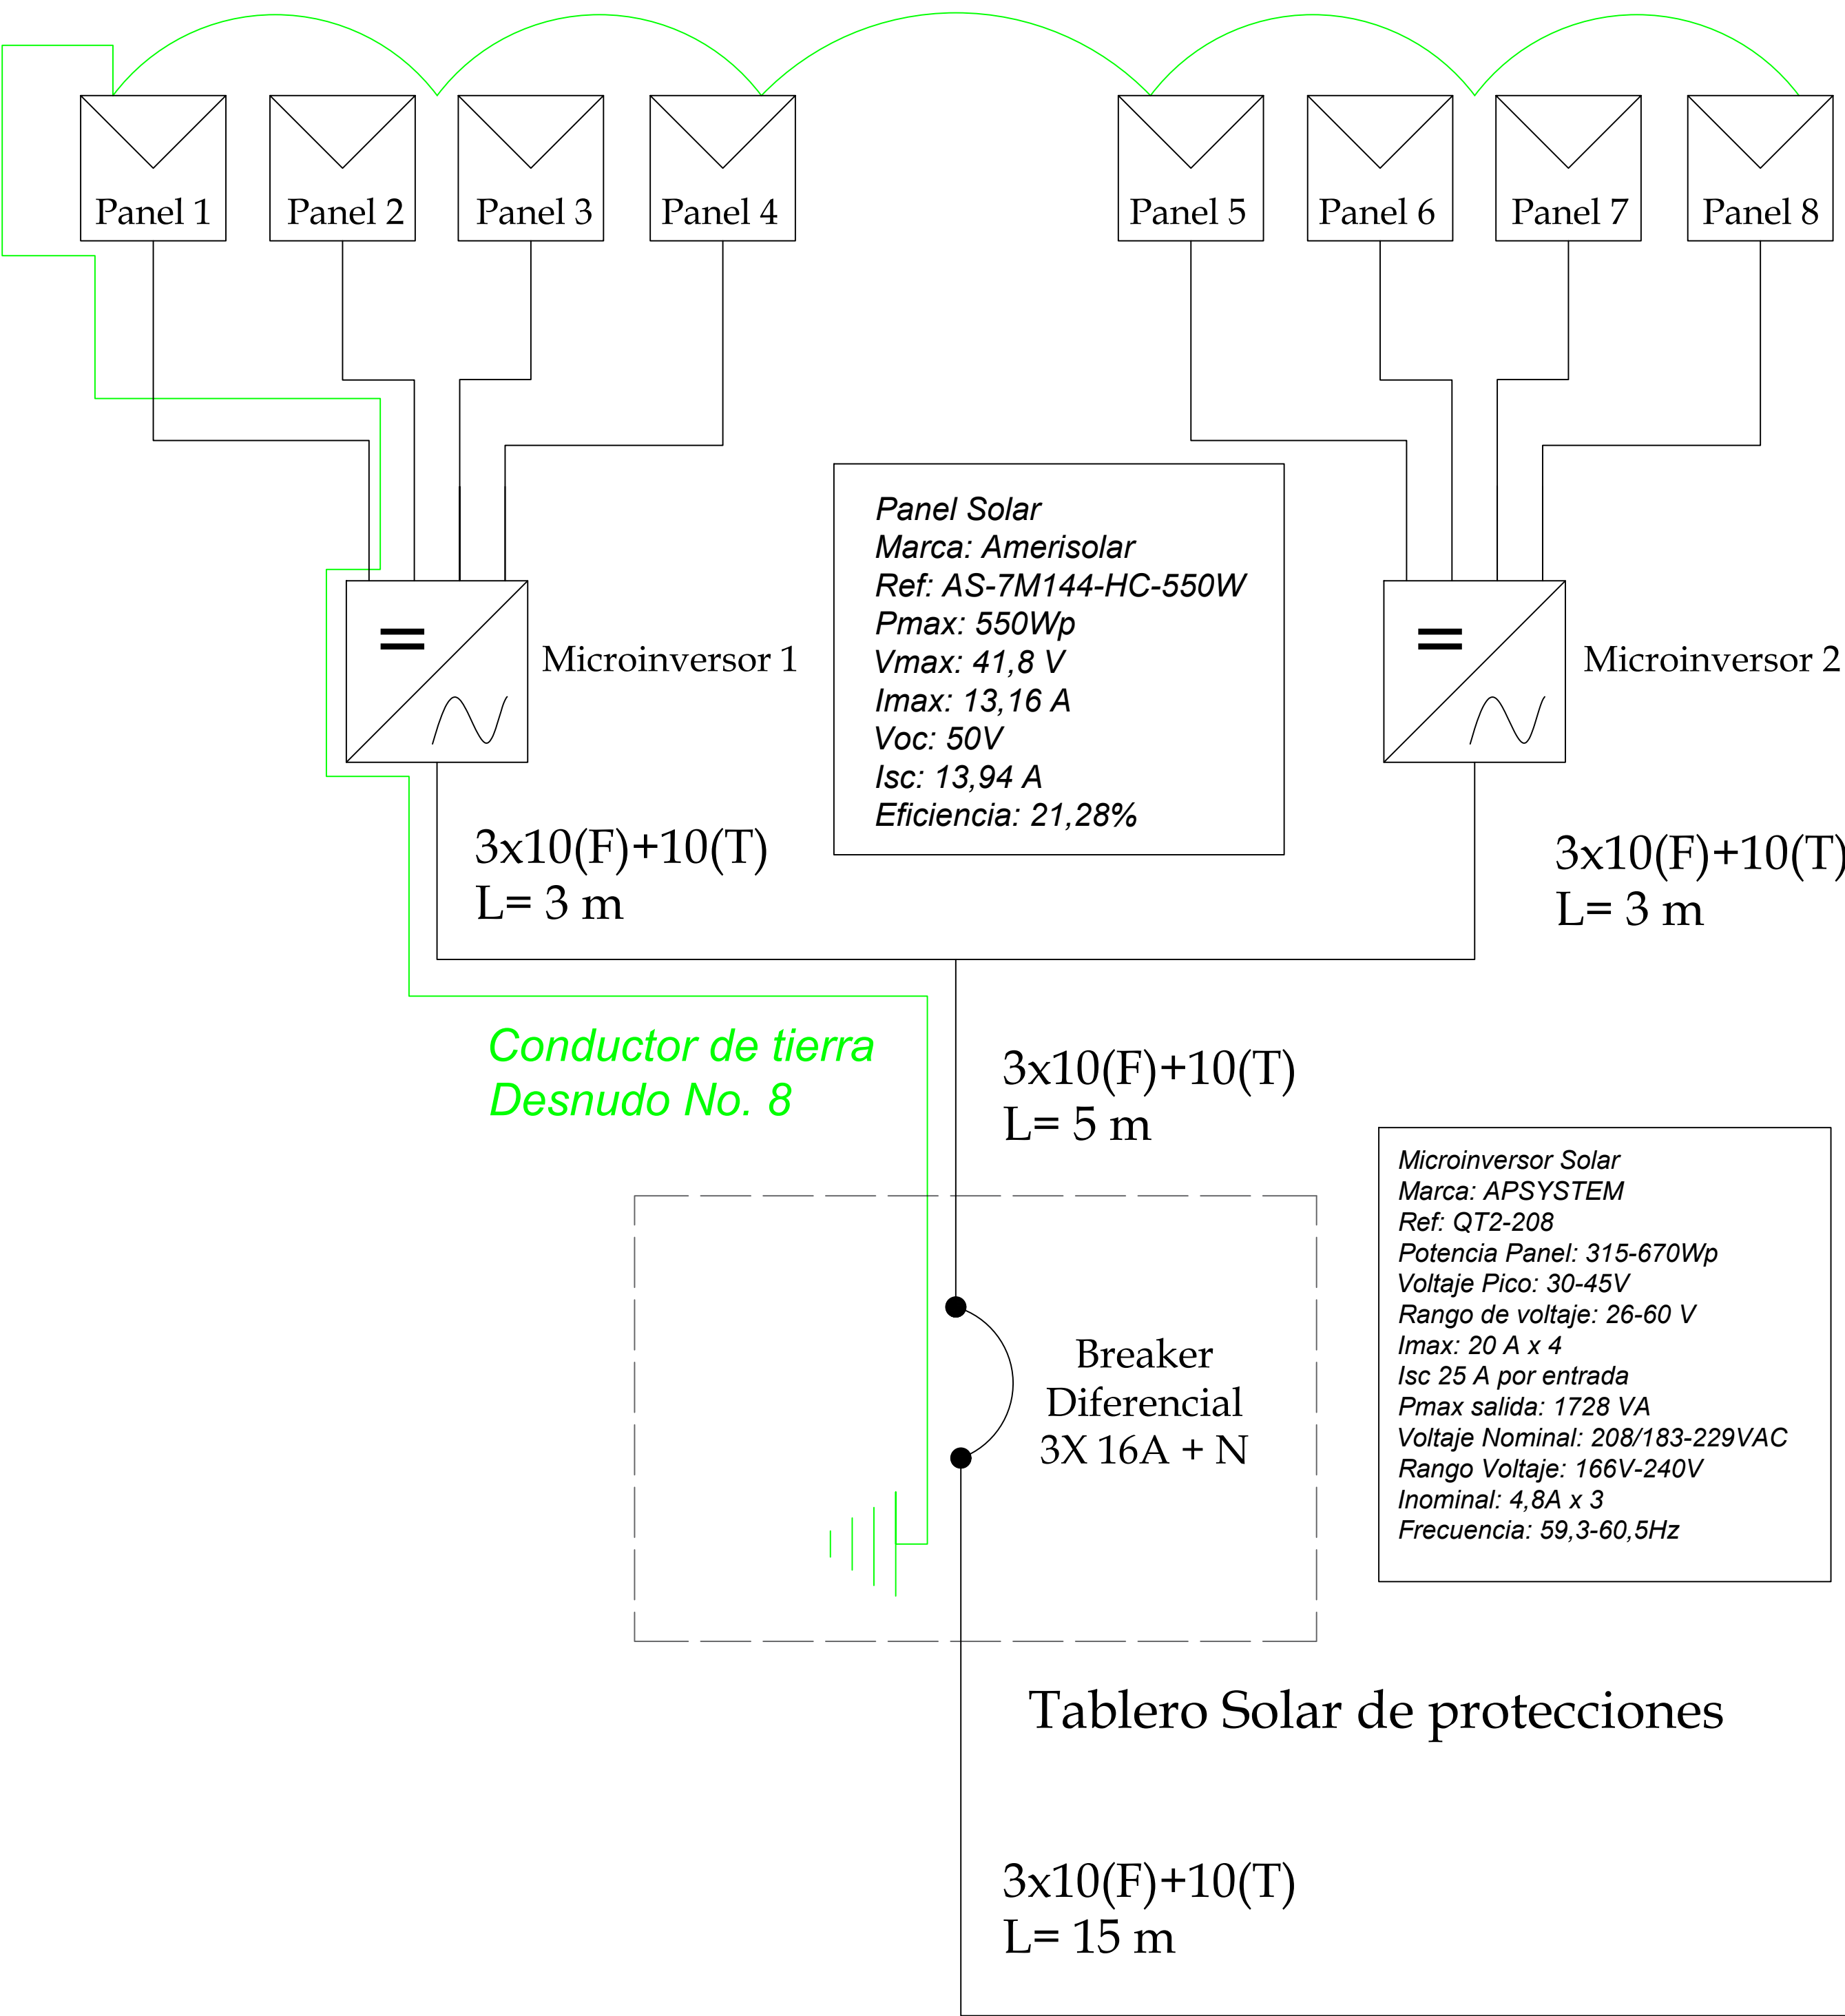 Panel 1
Panel 2
Panel 3
Panel 4
Panel 5
Panel 6
Panel 7
Panel 8
Panel Solar
Marca: Amerisolar
Ref: AS-7M144-HC-550W
Pmax: 550Wp
Vmax: 41,8 V
Imax: 13,16 A
Voc: 50V
Isc: 13,94 A
Eficiencia: 21,28%
=
Microinversor 1
=
Microinversor 2
3x10(F)+10(T)
L= 3 m
3x10(F)+10(T)
L= 3 m
Conductor de tierra
Desnudo No. 8
3x10(F)+10(T)
L= 5 m
Microinversor Solar
Marca: APSYSTEM
Ref: QT2-208
Potencia Panel: 315-670Wp
Voltaje Pico: 30-45V
Rango de voltaje: 26-60 V
Imax: 20 A x 4
Isc 25 A por entrada
Pmax salida: 1728 VA
Voltaje Nominal: 208/183-229VAC
Rango Voltaje: 166V-240V
Inominal: 4,8A x 3
Frecuencia: 59,3-60,5Hz
Breaker
Diferencial
3X 16A + N
Tablero Solar de protecciones
3x10(F)+10(T)
L= 15 m